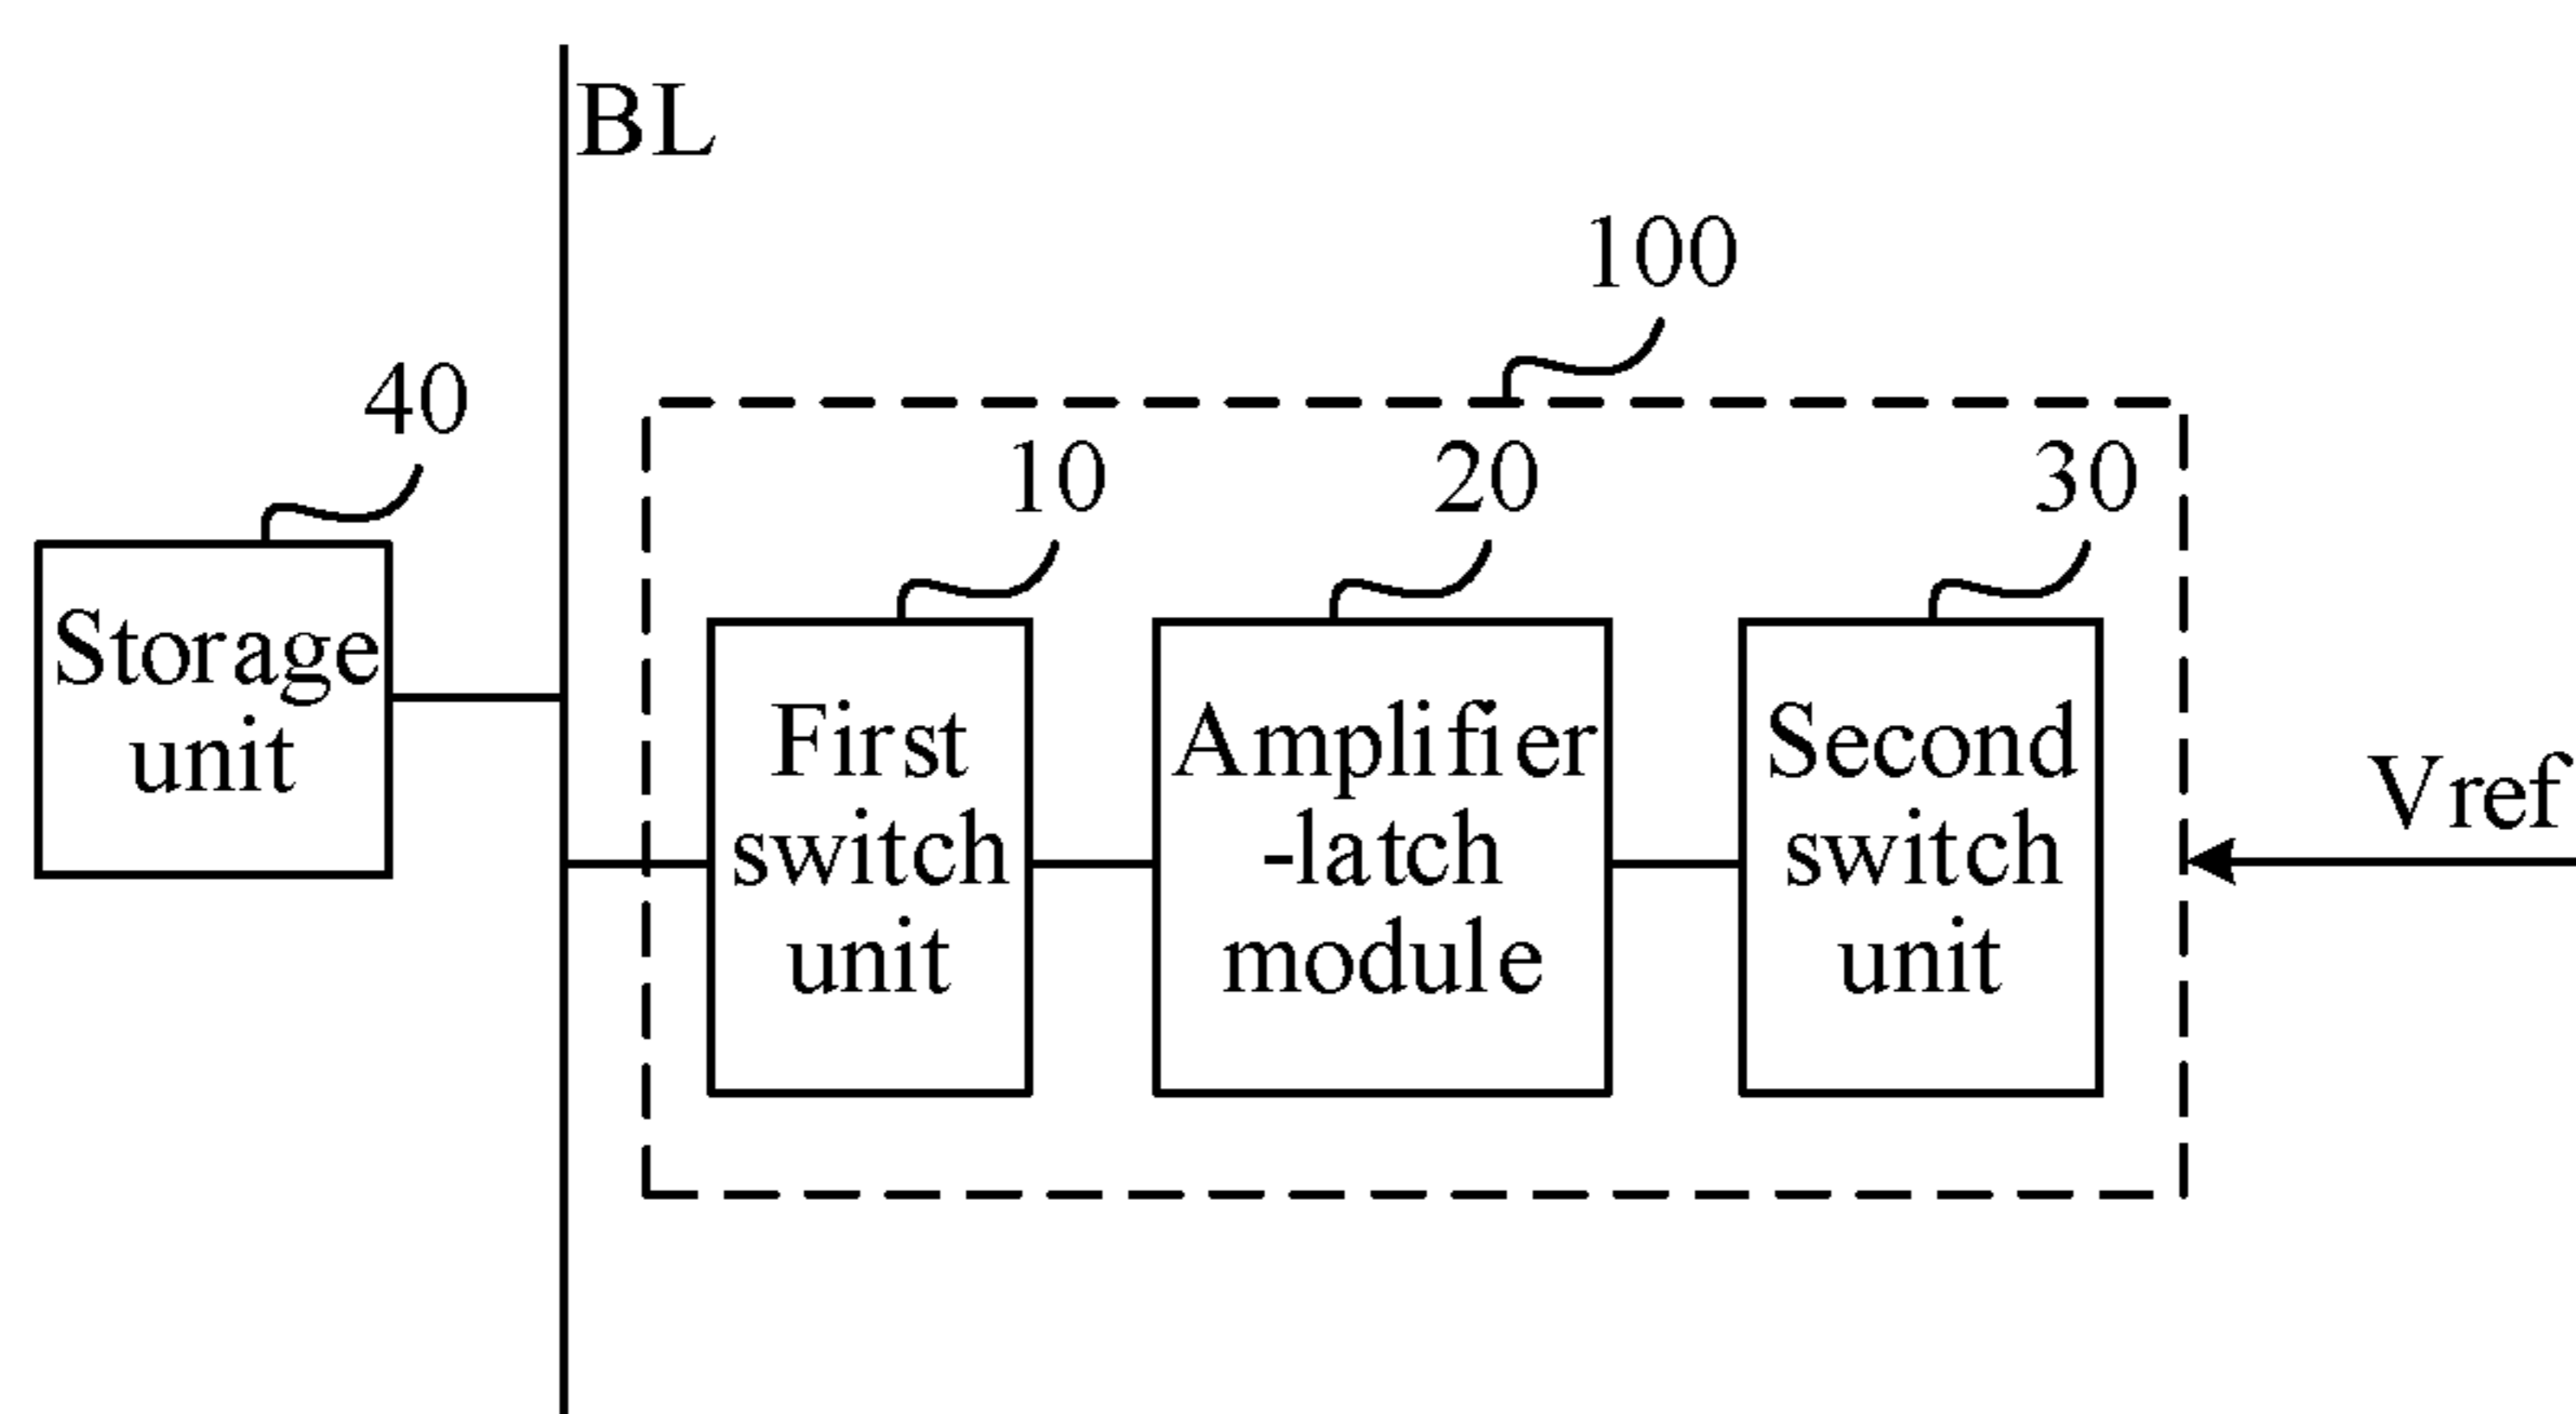 BL
100
40
10
20
30
Storage
unit
First
switch
unit
Amplifier
-latch
module
Second
switch
unit
Vref